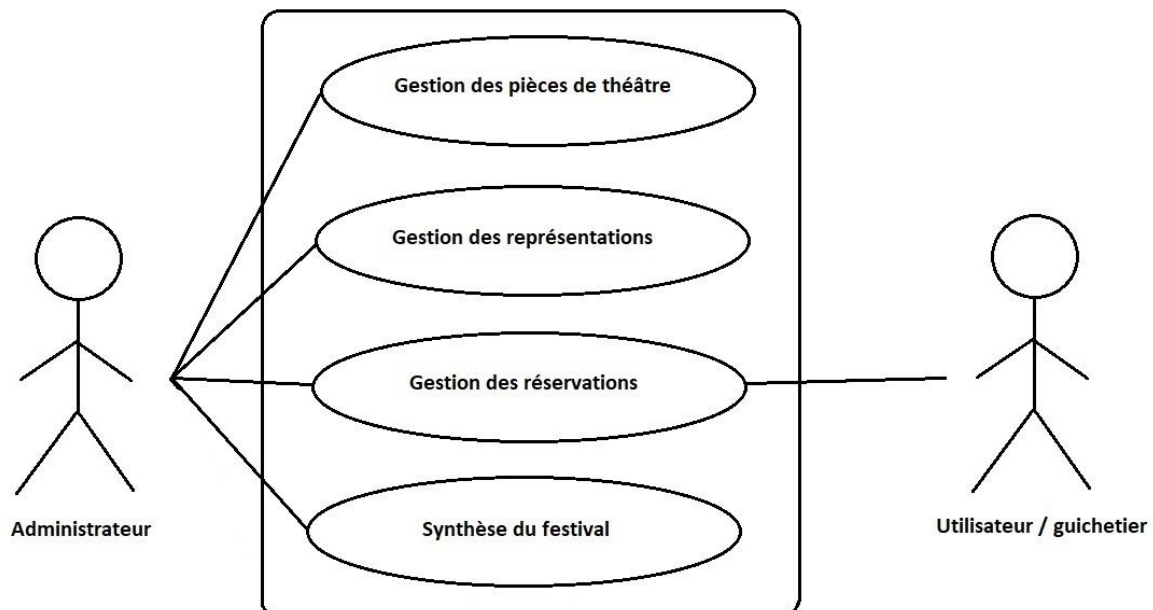 Gestion des pièces de théâtre
Gestion des représentations
Gestion des réservations
Synthèse du festival
Administrateur
Utilisateur / guichetier